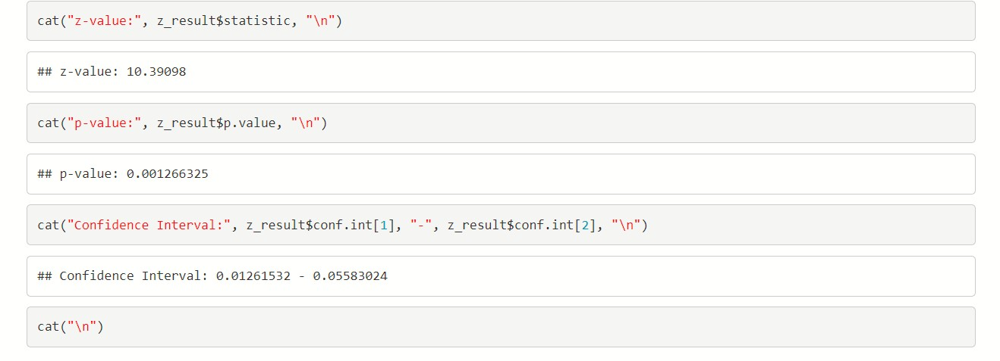 cat("z-value:", z_result$statistic, "\n")
## z-value: 10.39098
cat("p-value:", z_result$p.value, "\n")
## p-value: 0.001266325
cat("Confidence Interval:", z_result$conf.int[1], "-", z_result$conf.int[2], "\n")
## Confidence Interval: 0.01261532 - 0.05583024
cat("\n")